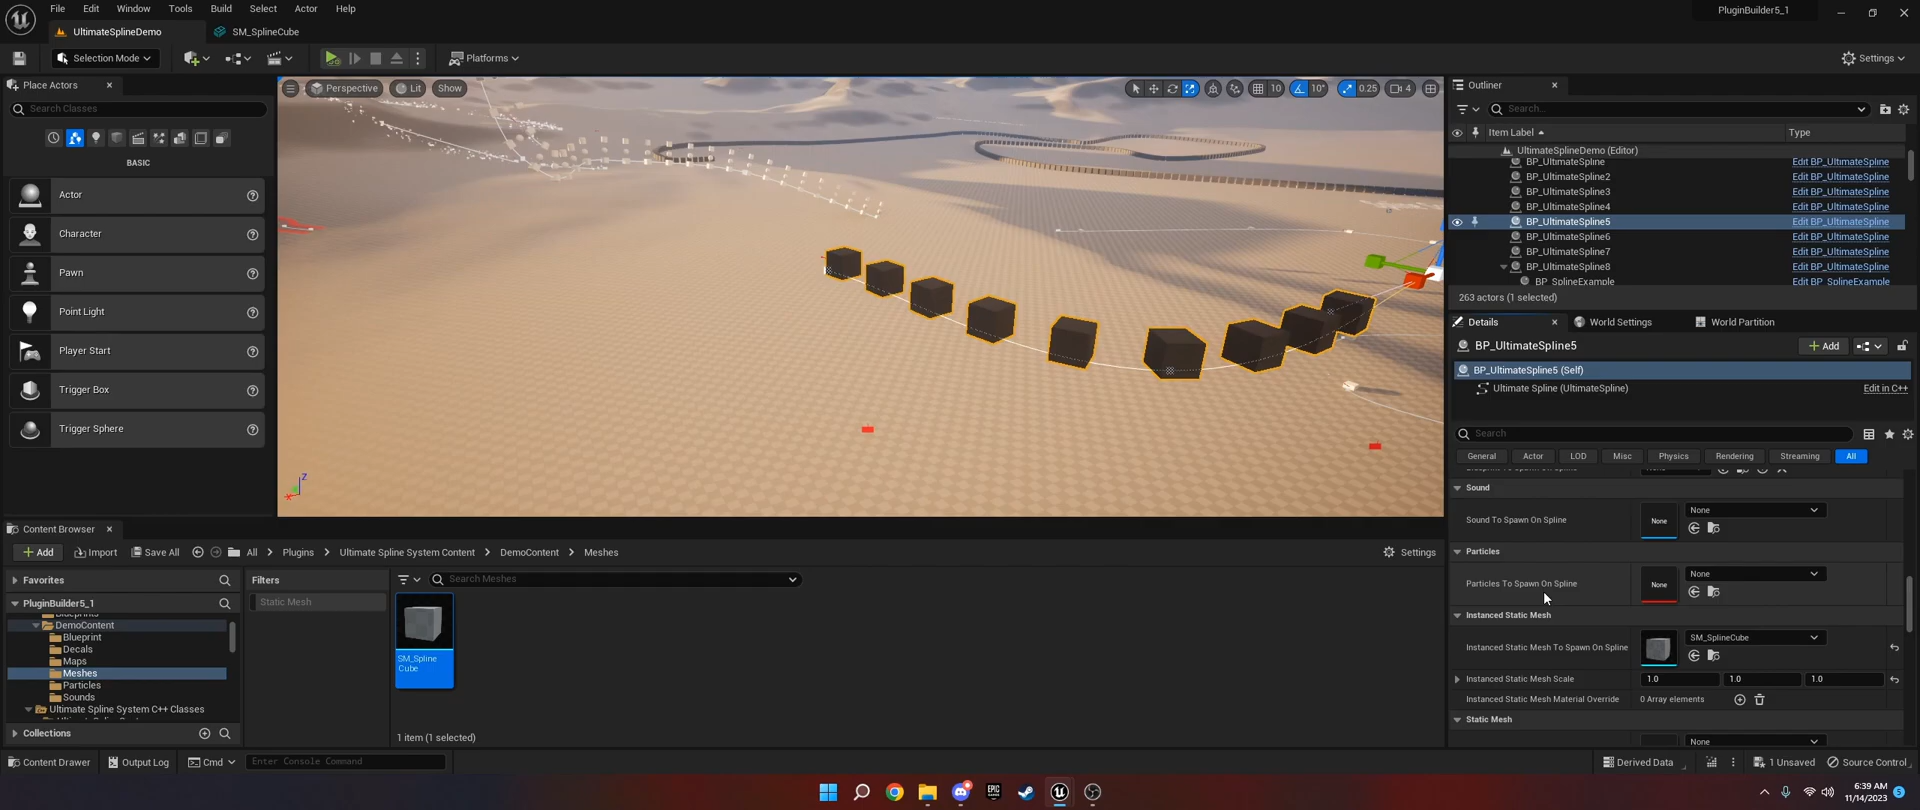 File Edit Window Tools Build Select Actor Help
PluginBuilder5_1
UltimateSplineDemo
SM_SplineCube
Selection Mode
Platforms
Settings
Place Actors
Search Classes
BASIC
Actor
Character
Pawn
Point Light
Player Start
Trigger Box
Trigger Sphere
Perspective Lit Show
10 10° 0.25 4
Z
X
Outliner
Search...
Item Label Type
UltimateSplineDemo (Editor)
BP_UltimateSpline Edit BP_UltimateSpline
BP_UltimateSpline2 Edit BP_UltimateSpline
BP_UltimateSpline3 Edit BP_UltimateSpline
BP_UltimateSpline4 Edit BP_UltimateSpline
BP_UltimateSpline5 Edit BP_UltimateSpline
BP_UltimateSpline6 Edit BP_UltimateSpline
BP_UltimateSpline7 Edit BP_UltimateSpline
BP_UltimateSpline8 Edit BP_UltimateSpline
BP_SplineExample Edit BP_SplineExample
263 actors (1 selected)
Details World Settings World Partition
BP_UltimateSpline5
Add
BP_UltimateSpline5 (Self)
Ultimate Spline (UltimateSpline) Edit in C++
Search
General Actor LOD Misc Physics Rendering Streaming All
Sound
Sound To Spawn On Spline None None
Particles
Particles To Spawn On Spline None None
Instanced Static Mesh
Instanced Static Mesh To Spawn On Spline SM_SplineCube
Instanced Static Mesh Scale 1.0 1.0 1.0
Instanced Static Mesh Material Override 0 Array elements
Static Mesh
None
Content Browser
Add Import Save All All Plugins Ultimate Spline System Content DemoContent Meshes Settings
Favorites
PluginBuilder5_1
Blueprints
DemoContent
Blueprint
Decals
Maps
Meshes
Particles
Sounds
Ultimate Spline System C++ Classes
Collections
Filters
Static Mesh
Search Meshes
SM_Spline
Cube
1 item (1 selected)
Content Drawer Output Log Cmd Enter Console Command Derived Data 1 Unsaved Source Control
EPIC
GAMES
6:39 AM
11/14/2023
5